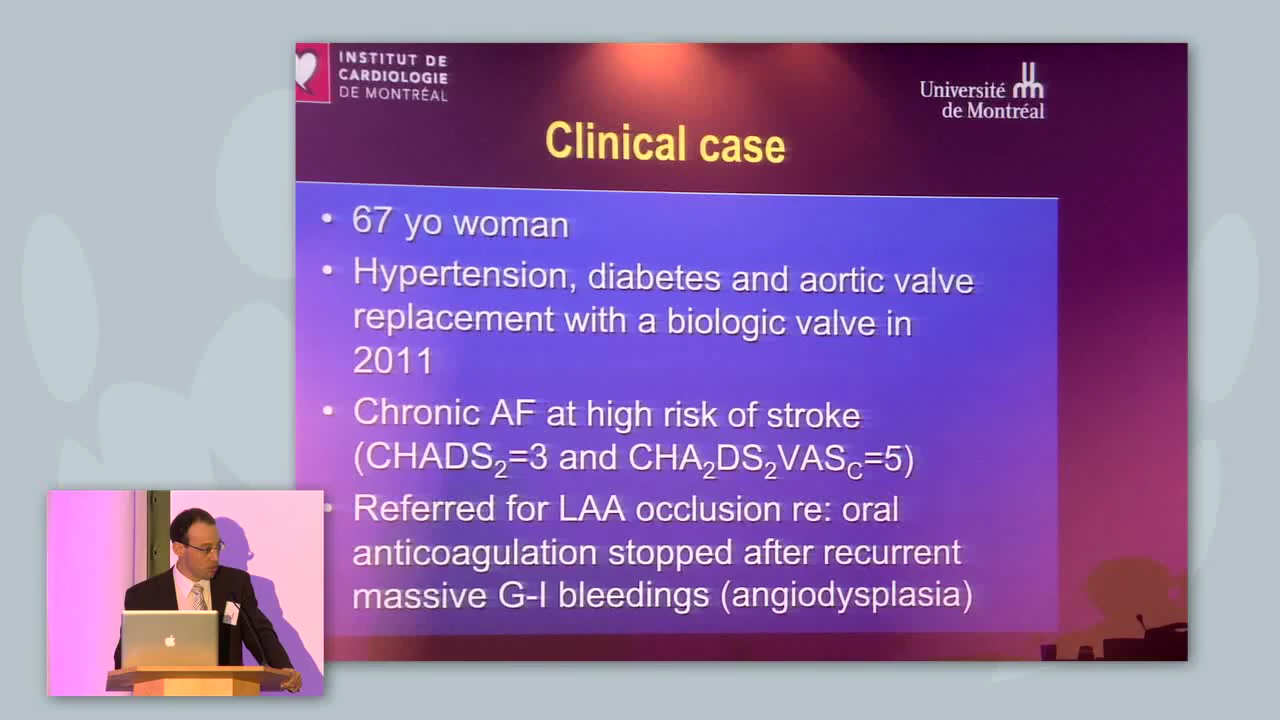 INSTITUT DE
CARDIOLOGIE
DE MONTRÉAL
Université
de Montréal
Clinical case
• 67 yo woman
• Hypertension, diabetes and aortic valve
replacement with a biologic valve in
2011
• Chronic AF at high risk of stroke
(CHADS₂=3 and CHA₂DS₂VASC=5)
• Referred for LAA occlusion re: oral
anticoagulation stopped after recurrent
massive G-I bleedings (angiodysplasia)